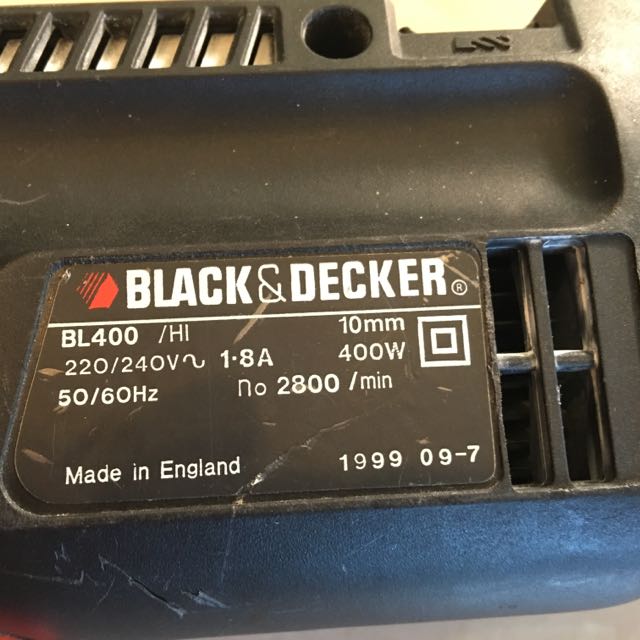 BLACK&DECKER®
BL400 /HI 10mm
220/240V∿ 1·8A 400W
50/60Hz no 2800 /min
Made in England 1999 09-7